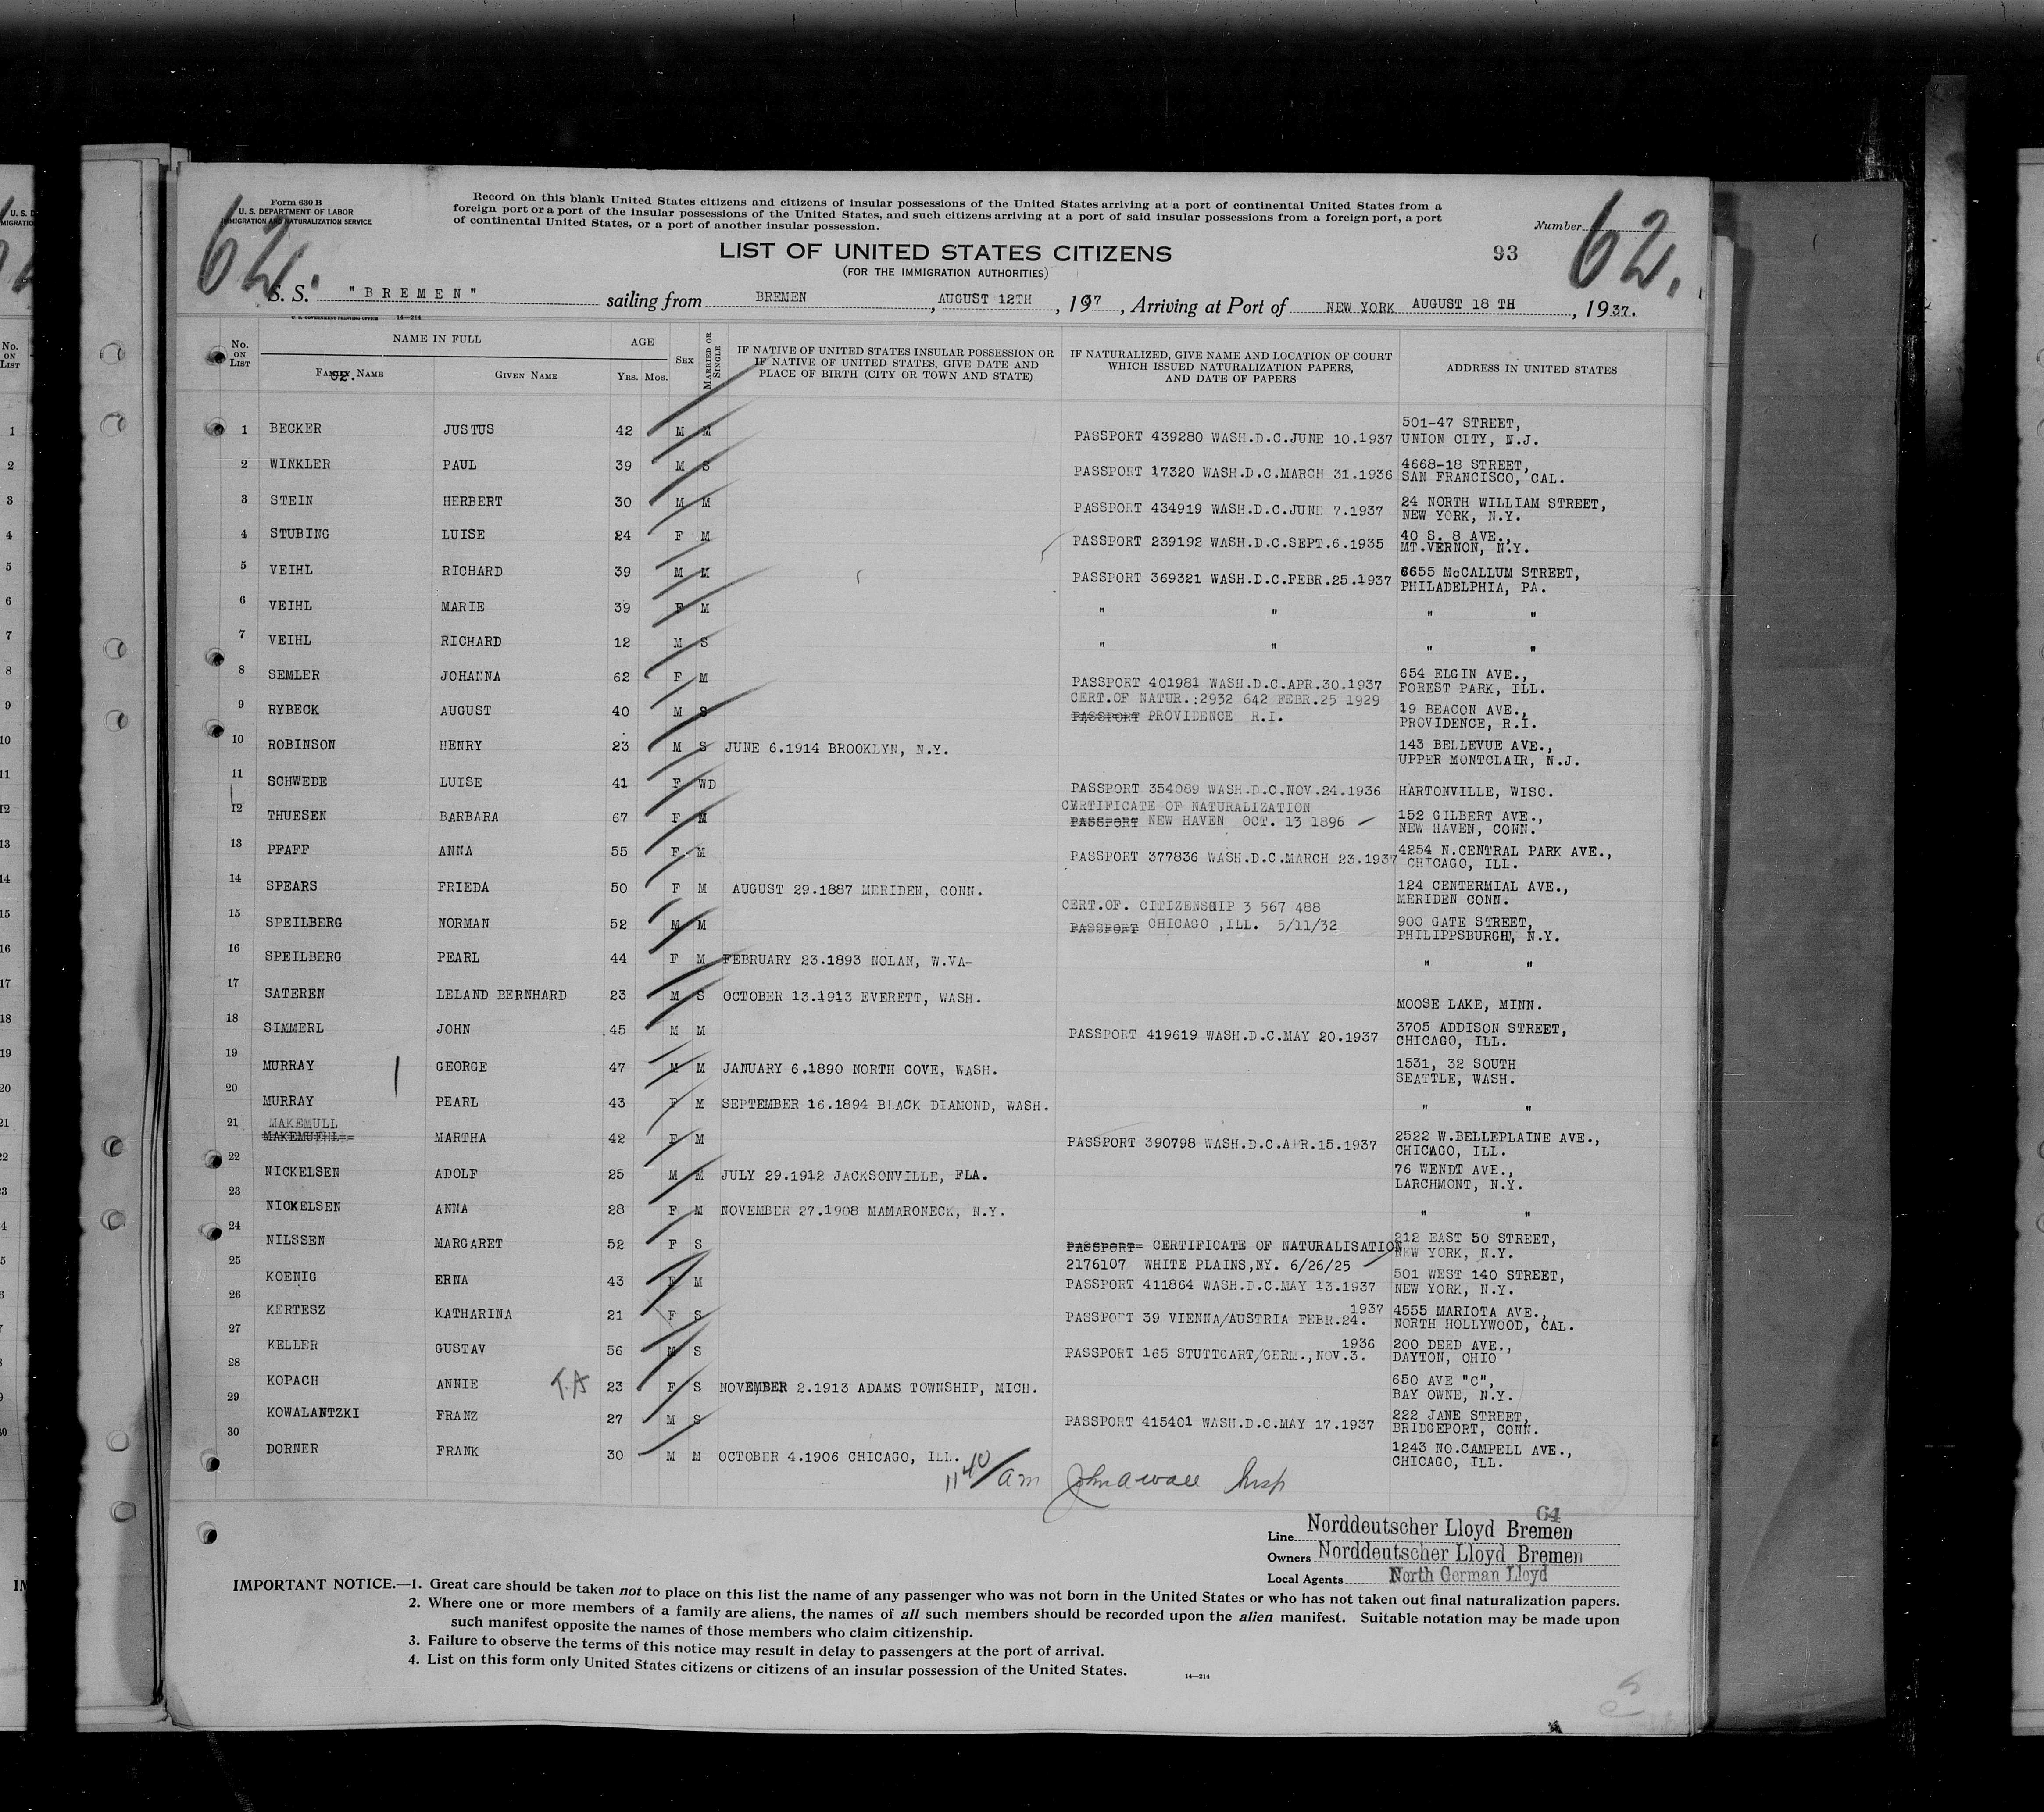 Form 630 B
U. S. DEPARTMENT OF LABOR
IMMIGRATION AND NATURALIZATION SERVICE
Record on this blank United States citizens and citizens of insular possessions of the United States arriving at a port of continental United States from a
foreign port or a port of the insular possessions of the United States, and such citizens arriving at a port of said insular possessions from a foreign port, a port
of continental United States, or a port of another insular possession.
Number
62.
62.
LIST OF UNITED STATES CITIZENS
93
(FOR THE IMMIGRATION AUTHORITIES)
S. S. "BREMEN" sailing from BREMEN, AUGUST 12TH, 1937, Arriving at Port of NEW YORK AUGUST 18 TH, 1937.
U. S. GOVERNMENT PRINTING OFFICE 14—214
No. ON LIST
NAME IN FULL
FAMILY NAME
62.
GIVEN NAME
AGE
YRS. MOS.
SEX
MARRIED OR SINGLE
IF NATIVE OF UNITED STATES INSULAR POSSESSION OR
IF NATIVE OF UNITED STATES, GIVE DATE AND
PLACE OF BIRTH (CITY OR TOWN AND STATE)
IF NATURALIZED, GIVE NAME AND LOCATION OF COURT
WHICH ISSUED NATURALIZATION PAPERS,
AND DATE OF PAPERS
ADDRESS IN UNITED STATES
1 BECKER JUSTUS 42 M M PASSPORT 439280 WASH.D.C.JUNE 10.1937 501-47 STREET,
UNION CITY, N.J.
2 WINKLER PAUL 39 M S PASSPORT 17320 WASH.D.C.MARCH 31.1936 4668-18 STREET,
SAN FRANCISCO, CAL.
3 STEIN HERBERT 30 M M PASSPORT 434919 WASH.D.C.JUNE 7.1937 24 NORTH WILLIAM STREET,
NEW YORK, N.Y.
4 STUBING LUISE 24 F M PASSPORT 239192 WASH.D.C.SEPT.6.1935 40 S. 8 AVE.,
MT.VERNON, N.Y.
5 VEIHL RICHARD 39 M M PASSPORT 369321 WASH.D.C.FEBR.25.1937 6655 McCALLUM STREET,
PHILADELPHIA, PA.
6 VEIHL MARIE 39 F M " " " "
7 VEIHL RICHARD 12 M S " " " "
8 SEMLER JOHANNA 62 F M PASSPORT 401981 WASH.D.C.APR.30.1937 654 ELGIN AVE.,
FOREST PARK, ILL.
CERT.OF NATUR.:2932 642 FEBR.25 1929
9 RYBECK AUGUST 40 M S PASSPORT PROVIDENCE R.I. 19 BEACON AVE.,
PROVIDENCE, R.I.
10 ROBINSON HENRY 23 M S JUNE 6.1914 BROOKLYN, N.Y. 143 BELLEVUE AVE.,
UPPER MONTCLAIR, N.J.
11 SCHWEDE LUISE 41 F WD PASSPORT 354089 WASH.D.C.NOV.24.1936 HARTONVILLE, WISC.
CERTIFICATE OF NATURALIZATION
12 THUESEN BARBARA 67 F M PASSPORT NEW HAVEN OCT. 13 1896 152 GILBERT AVE.,
NEW HAVEN, CONN.
13 PFAFF ANNA 55 F. M PASSPORT 377836 WASH.D.C.MARCH 23.1937 4254 N.CENTRAL PARK AVE.,
CHICAGO, ILL.
14 SPEARS FRIEDA 50 F M AUGUST 29.1887 MERIDEN, CONN. 124 CENTERMIAL AVE.,
MERIDEN CONN.
CERT.OF. CITIZENSHIP 3 567 488
15 SPEILBERG NORMAN 52 M M PASSPORT CHICAGO ,ILL. 5/11/32 900 GATE STREET,
PHILIPPSBURGH, N.Y.
16 SPEILBERG PEARL 44 F M FEBRUARY 23.1893 NOLAN, W.VA- " "
17 SATEREN LELAND BERNHARD 23 M S OCTOBER 13.1913 EVERETT, WASH. MOOSE LAKE, MINN.
18 SIMMERL JOHN 45 M M PASSPORT 419619 WASH.D.C.MAY 20.1937 3705 ADDISON STREET,
CHICAGO, ILL.
19 MURRAY GEORGE 47 M M JANUARY 6.1890 NORTH COVE, WASH. 1531, 32 SOUTH
SEATTLE, WASH.
20 MURRAY PEARL 43 F M SEPTEMBER 16.1894 BLACK DIAMOND, WASH. " "
21 MAKEMULL
MAKEMUEHL MARTHA 42 F M PASSPORT 390798 WASH.D.C.APR.15.1937 2522 W.BELLEPLAINE AVE.,
CHICAGO, ILL.
22 NICKELSEN ADOLF 25 M M JULY 29.1912 JACKSONVILLE, FLA. 76 WENDT AVE.,
LARCHMONT, N.Y.
23 NICKELSEN ANNA 28 F M NOVEMBER 27.1908 MAMARONECK, N.Y. " "
24 NILSSEN MARGARET 52 F S PASSPORT= CERTIFICATE OF NATURALISATION 212 EAST 50 STREET,
NEW YORK, N.Y.
2176107 WHITE PLAINS,NY. 6/26/25
25 KOENIG ERNA 43 F M PASSPORT 411864 WASH.D.C.MAY 13.1937 501 WEST 140 STREET,
NEW YORK, N.Y.
26 KERTESZ KATHARINA 21 F S PASSPORT 39 VIENNA/AUSTRIA FEBR.24. 1937 4555 MARIOTA AVE.,
NORTH HOLLYWOOD, CAL.
27 KELLER GUSTAV 56 M S PASSPORT 165 STUTTGART/GERM.,NOV.3. 1936 200 DEED AVE.,
DAYTON, OHIO
28 KOPACH ANNIE T.A 23 F S NOVEMBER 2.1913 ADAMS TOWNSHIP, MICH. 650 AVE "C",
BAY OWNE, N.Y.
29 KOWALANTZKI FRANZ 27 M S PASSPORT 415401 WASH.D.C.MAY 17.1937 222 JANE STREET,
BRIDGEPORT, CONN.
30 DORNER FRANK 30 M M OCTOBER 4.1906 CHICAGO, ILL. 1243 NO.CAMPELL AVE.,
CHICAGO, ILL.
11 40/am John A Wall Insp
64
Line Norddeutscher Lloyd Bremen
Owners Norddeutscher Lloyd Bremen
Local Agents North German Lloyd
IMPORTANT NOTICE.—1. Great care should be taken not to place on this list the name of any passenger who was not born in the United States or who has not taken out final naturalization papers.
2. Where one or more members of a family are aliens, the names of all such members should be recorded upon the alien manifest. Suitable notation may be made upon
such manifest opposite the names of those members who claim citizenship.
3. Failure to observe the terms of this notice may result in delay to passengers at the port of arrival.
4. List on this form only United States citizens or citizens of an insular possession of the United States.
14—214